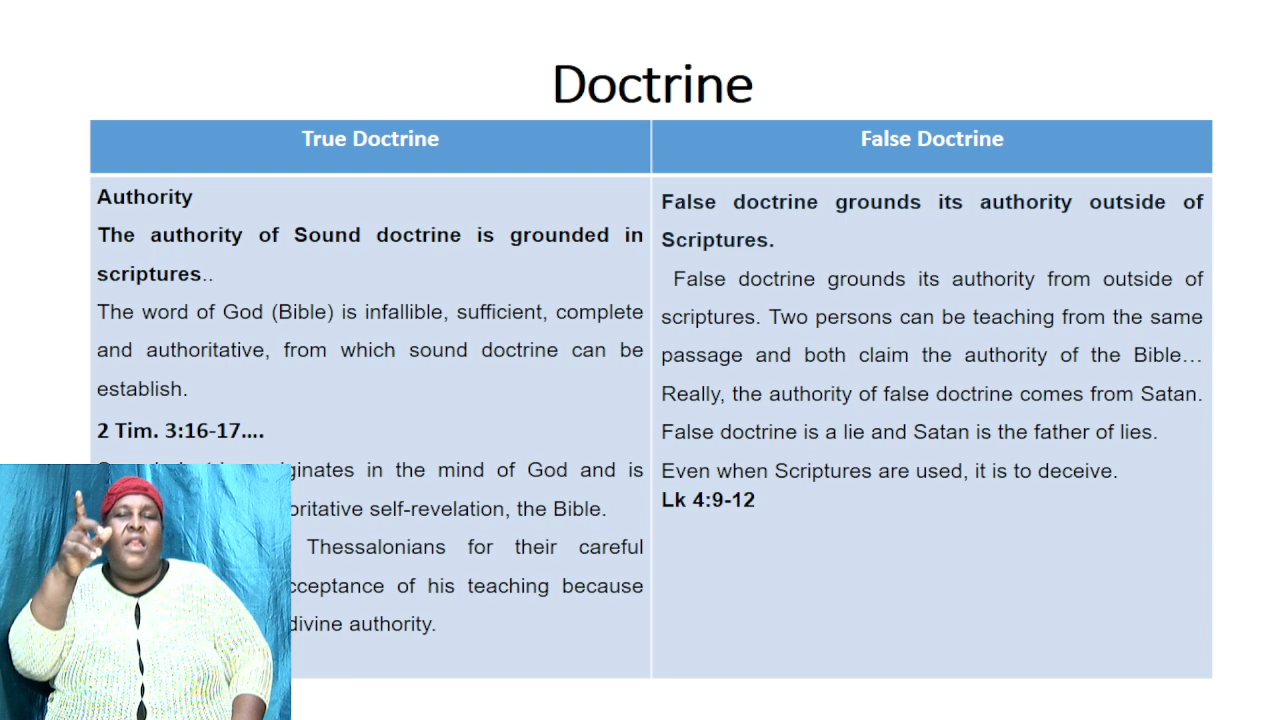 Doctrine
True Doctrine
False Doctrine
Authority
The authority of Sound doctrine is grounded in
scriptures..
The word of God (Bible) is infallible, sufficient, complete
and authoritative, from which sound doctrine can be
establish.
2 Tim. 3:16-17....
in the mind of God and is
self-revelation, the Bible.
Thessalonians for their careful
of his teaching because
divine authority.
False doctrine grounds its authority outside of
Scriptures.
False doctrine grounds its authority from outside of
scriptures. Two persons can be teaching from the same
passage and both claim the authority of the Bible…
Really, the authority of false doctrine comes from Satan.
False doctrine is a lie and Satan is the father of lies.
Even when Scriptures are used, it is to deceive.
Lk 4:9-12